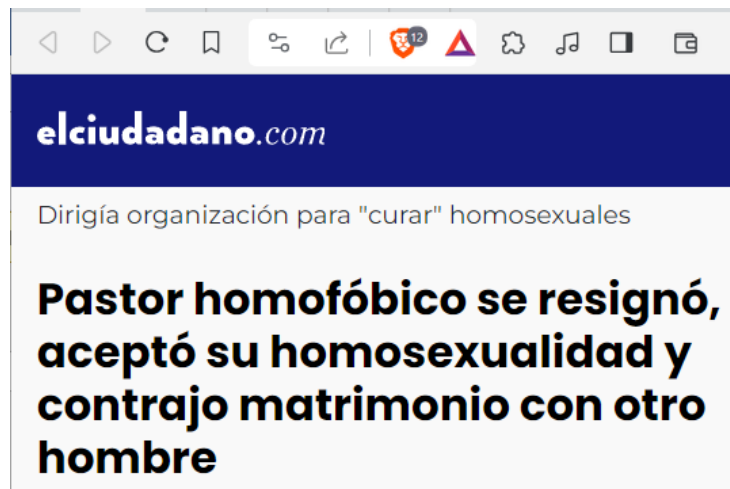 12
elciudadano.com
Dirigía organización para "curar" homosexuales
Pastor homofóbico se resignó,
aceptó su homosexualidad y
contrajo matrimonio con otro
hombre